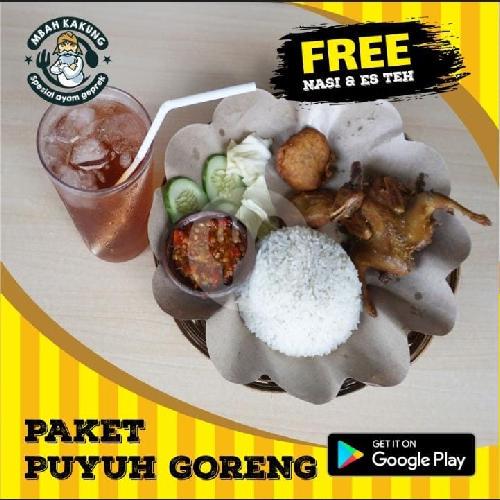 MBAH KAKUNG
Spesial ayam geprek
FREE
NASI & ES TEH
PAKET
PUYUH GORENG
GET IT ON
Google Play